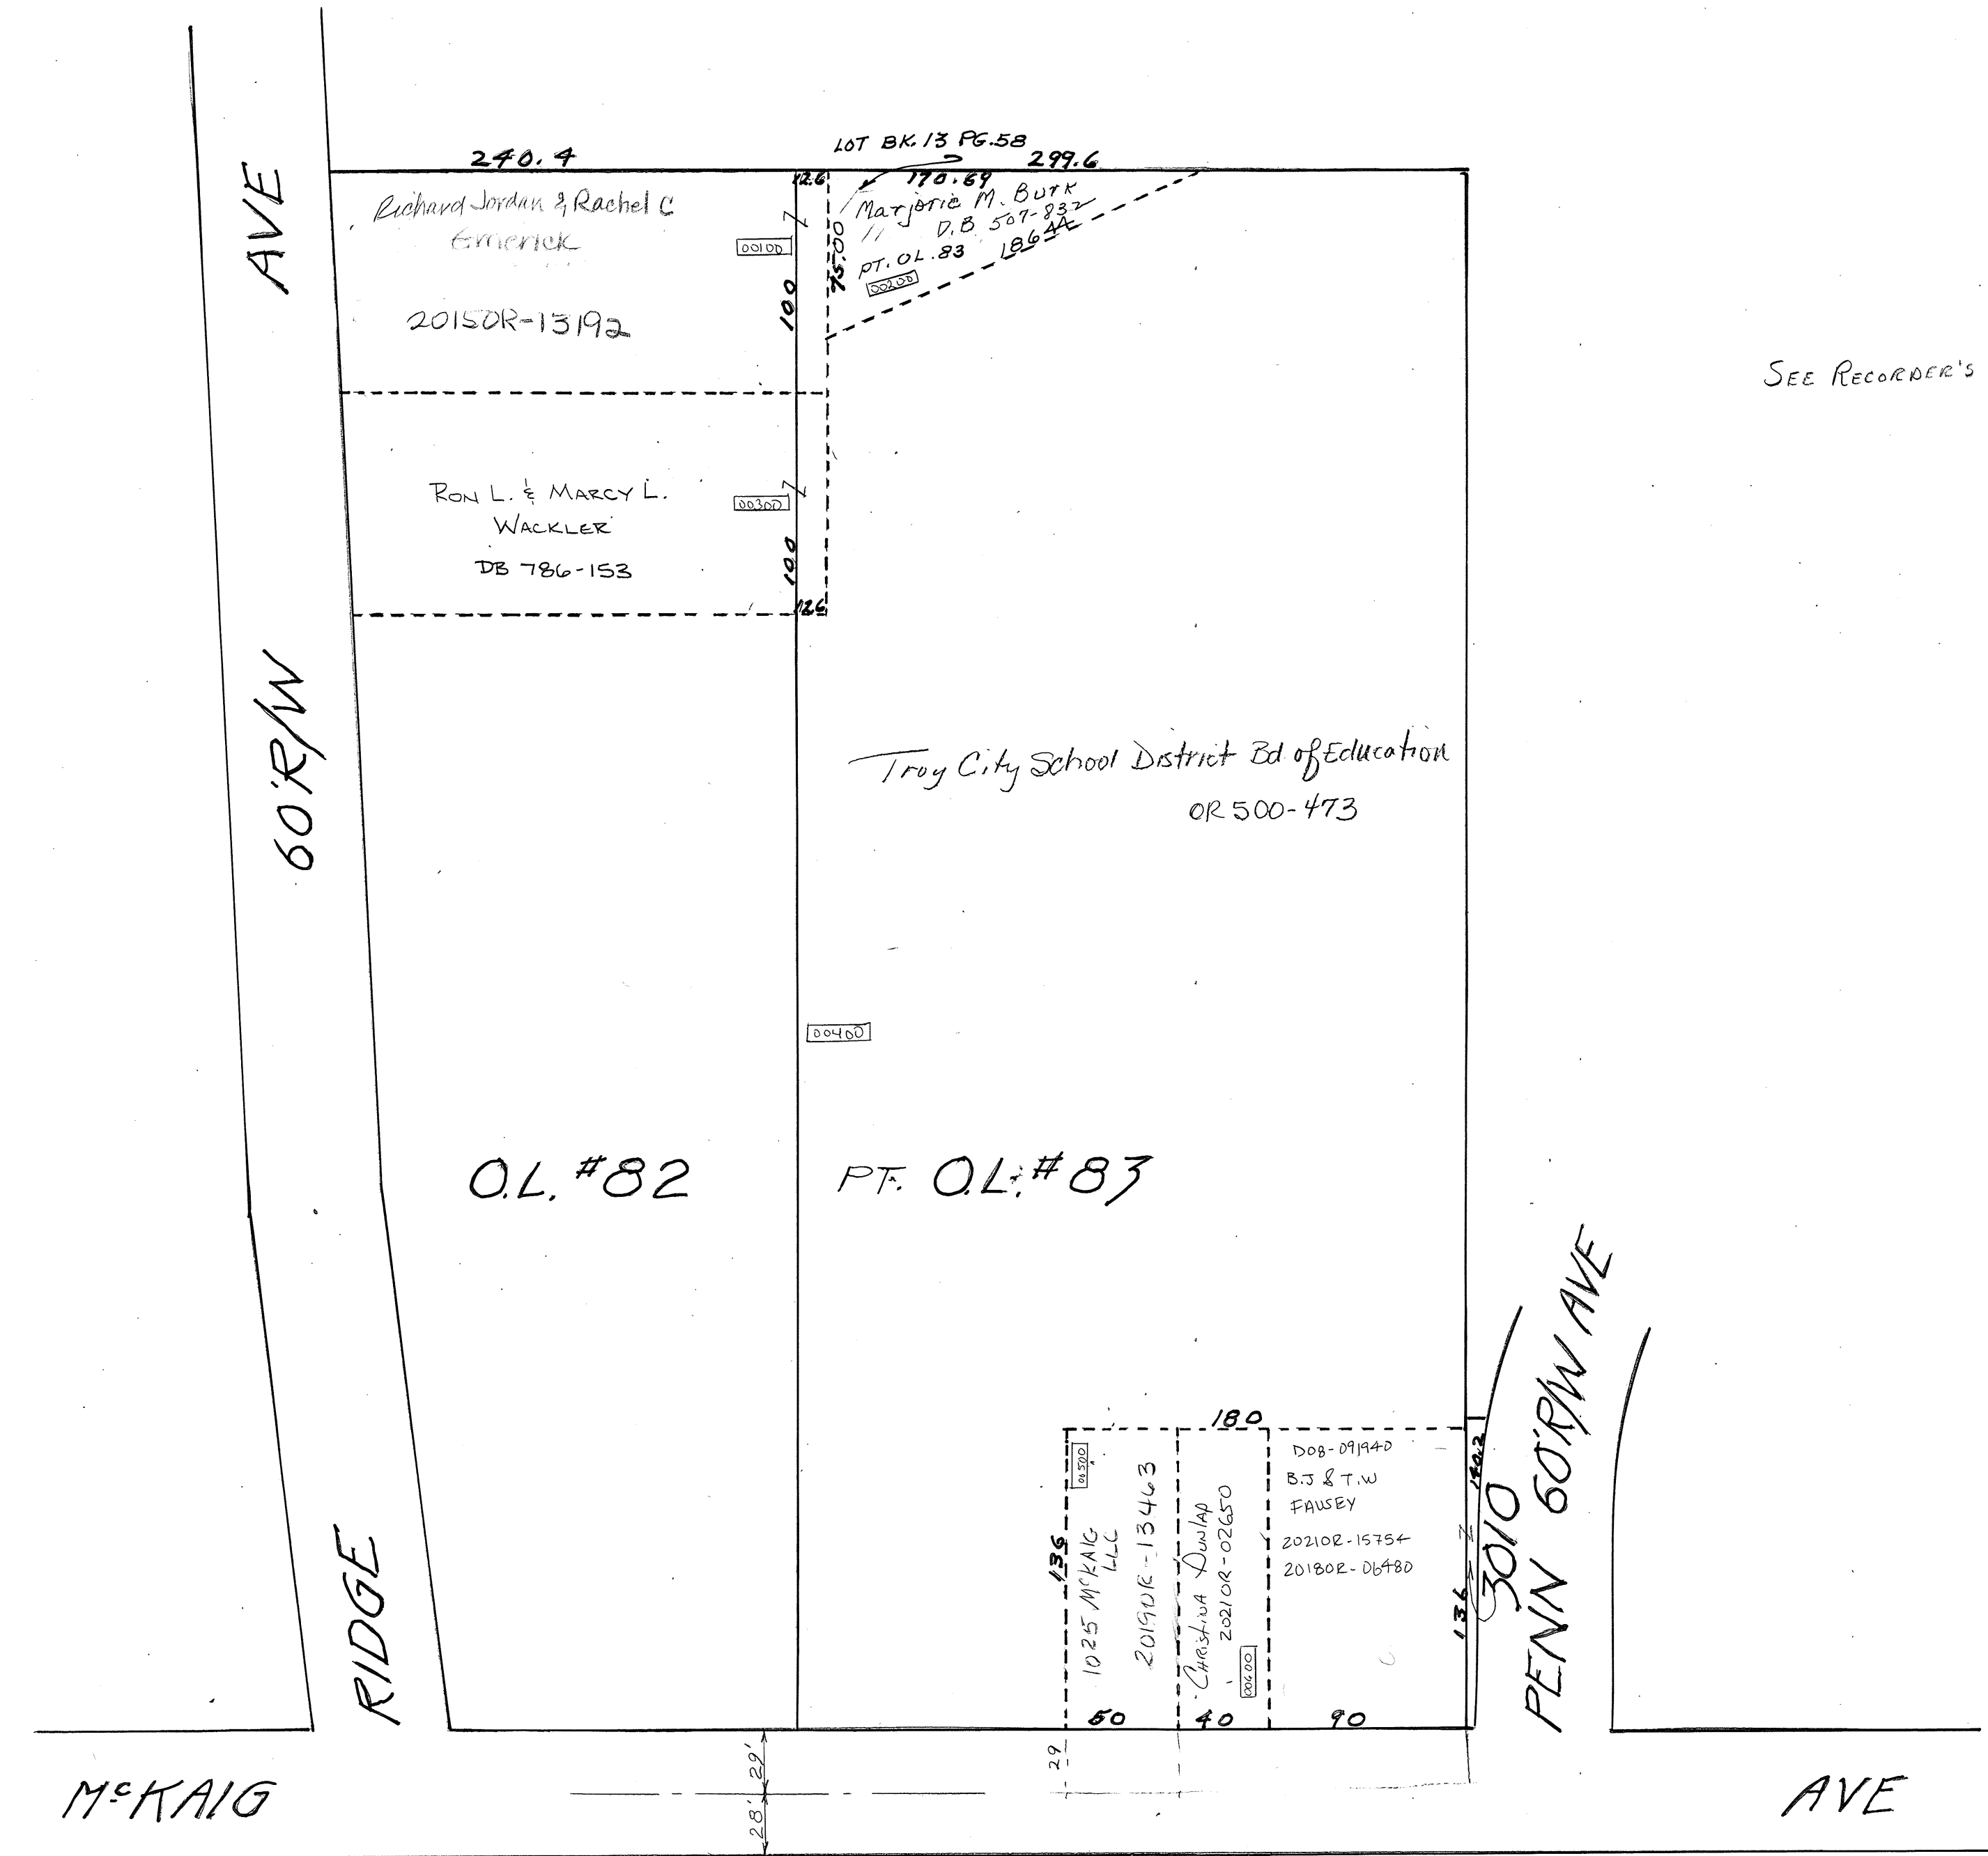 LOT BK. 13 PG. 58
240.4
299.6
12.6
170.69
Richard Jordan & Rachel C
Emerick
20150R-13192
00100
100
75.00
Marjorie M. Burk
D.B. 507-832
PT. OL. 83
186.44
00200
SEE RECORDER'S
RON L. & MARCY L.
WACKLER
DB 786-153
00300
100
12.6
RIDGE 60' R/W AVE
Troy City School District Bd. of Education
OR 500-473
00400
O.L. #82
PT. O.L. #83
180
136
00500
1025 McKAIG
LLC
20190R-13463
CHRISTINA DUNLAP
20210R-02650
00600
D08-091940
B.J & T.W
FAUSEY
20210R-15754
20180R-06480
140.2
136
3010
PENN 60' R/W AVE
50
40
90
29'
29
28'
McKAIG AVE